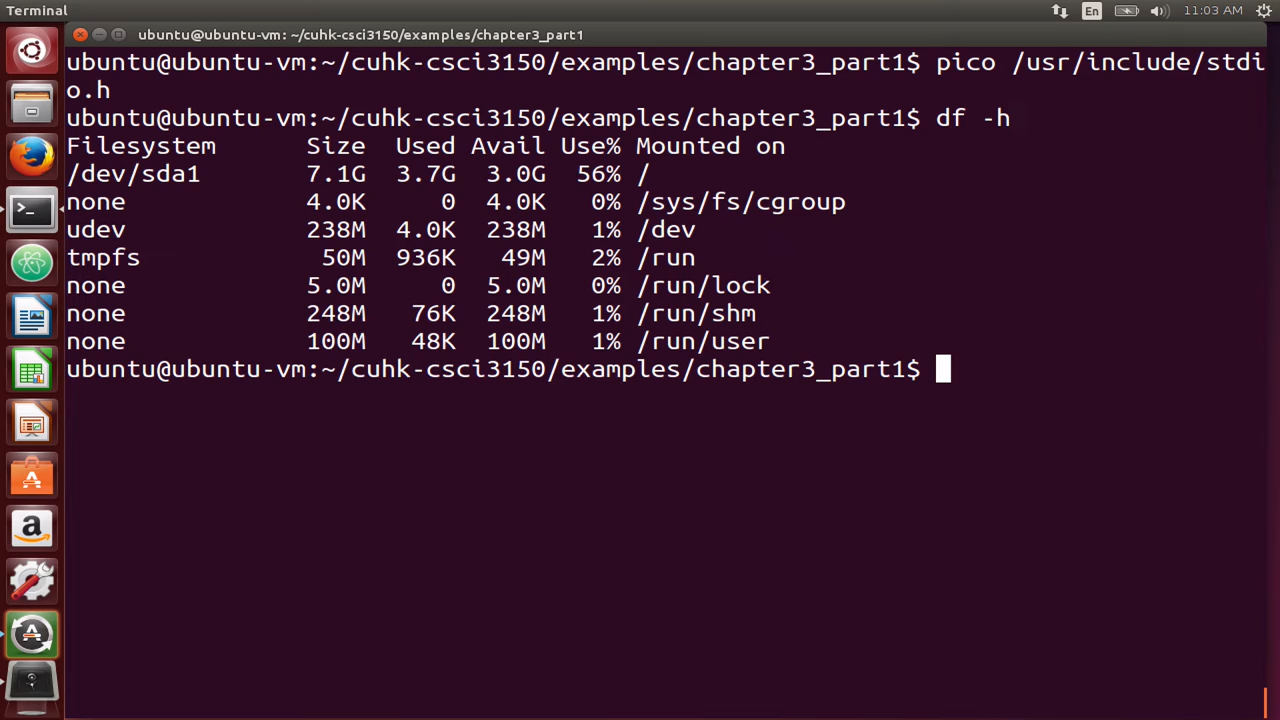 Terminal
En
11:03 AM
ubuntu@ubuntu-vm: ~/cuhk-csci3150/examples/chapter3_part1
ubuntu@ubuntu-vm:~/cuhk-csci3150/examples/chapter3_part1$ pico /usr/include/stdi
o.h
ubuntu@ubuntu-vm:~/cuhk-csci3150/examples/chapter3_part1$ df -h
Filesystem      Size  Used Avail Use% Mounted on
/dev/sda1       7.1G  3.7G  3.0G  56% /
none            4.0K     0  4.0K   0% /sys/fs/cgroup
udev            238M  4.0K  238M   1% /dev
tmpfs            50M  936K   49M   2% /run
none            5.0M     0  5.0M   0% /run/lock
none            248M   76K  248M   1% /run/shm
none            100M   48K  100M   1% /run/user
ubuntu@ubuntu-vm:~/cuhk-csci3150/examples/chapter3_part1$